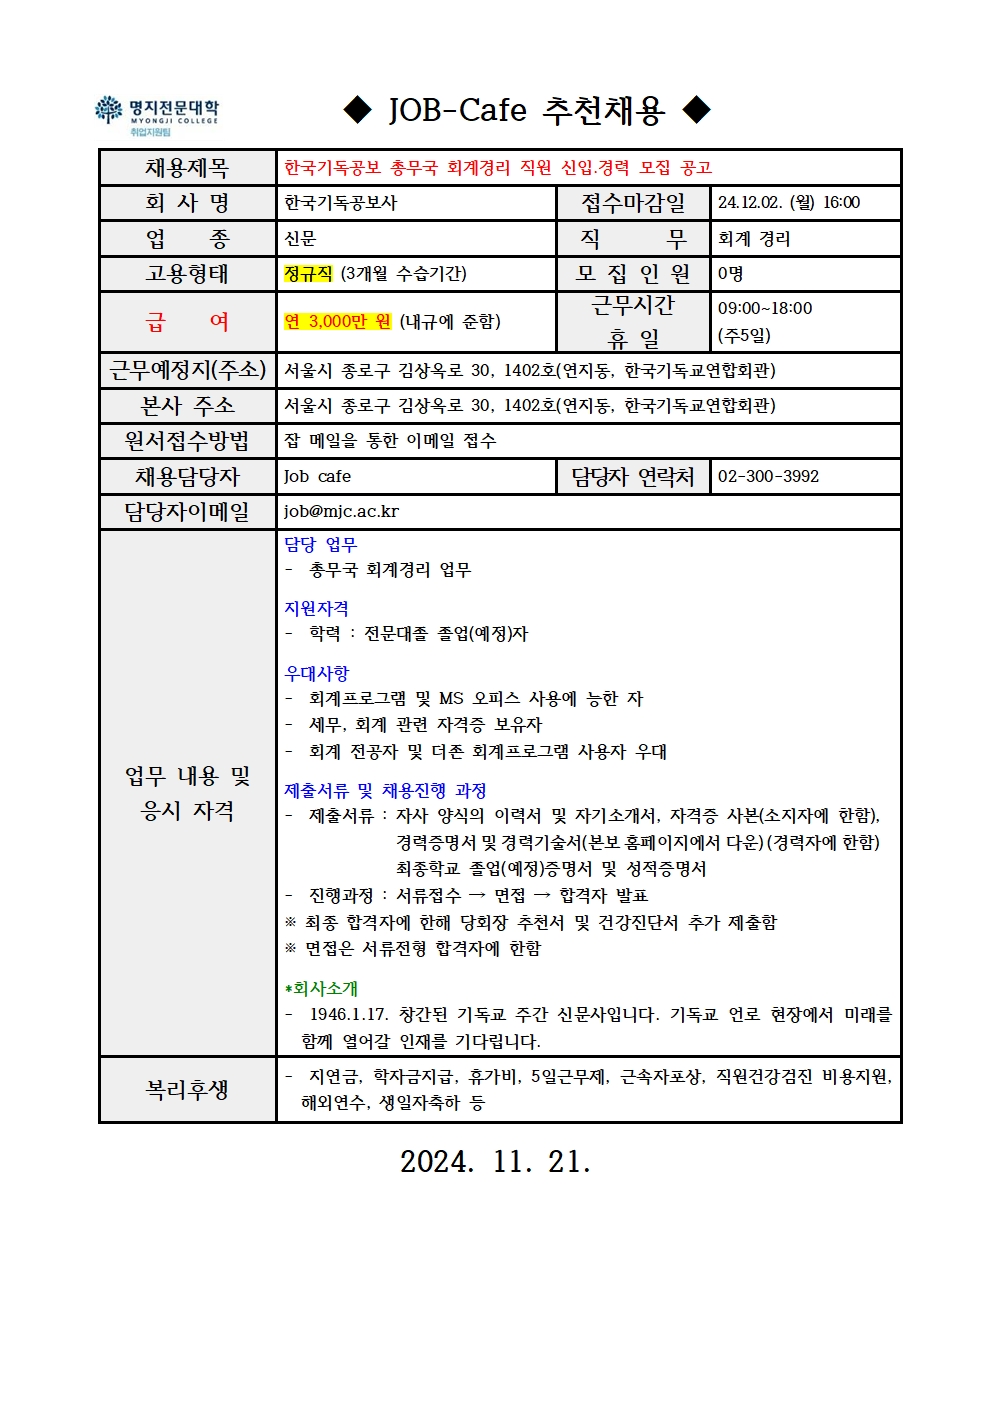 명지전문대학
MYONGJI COLLEGE
취업지원팀
◆ JOB-Cafe 추천채용 ◆
채용제목 한국기독공보 총무국 회계경리 직원 신입.경력 모집 공고
회 사 명 한국기독공보사 접수마감일 24.12.02. (월) 16:00
업 종 신문 직 무 회계 경리
고용형태 정규직 (3개월 수습기간) 모 집 인 원 0명
급 여 연 3,000만 원 (내규에 준함) 근무시간 휴 일 09:00~18:00
(주5일)
근무예정지(주소) 서울시 종로구 김상옥로 30, 1402호(연지동, 한국기독교연합회관)
본사 주소 서울시 종로구 김상옥로 30, 1402호(연지동, 한국기독교연합회관)
원서접수방법 잡 메일을 통한 이메일 접수
채용담당자 Job cafe 담당자 연락처 02-300-3992
담당자이메일 job@mjc.ac.kr
업무 내용 및
응시 자격
담당 업무
- 총무국 회계경리 업무
지원자격
- 학력 : 전문대졸 졸업(예정)자
우대사항
- 회계프로그램 및 MS 오피스 사용에 능한 자
- 세무, 회계 관련 자격증 보유자
- 회계 전공자 및 더존 회계프로그램 사용자 우대
제출서류 및 채용진행 과정
- 제출서류 : 자사 양식의 이력서 및 자기소개서, 자격증 사본(소지자에 한함),
경력증명서 및 경력기술서(본보 홈페이지에서 다운) (경력자에 한함)
최종학교 졸업(예정)증명서 및 성적증명서
- 진행과정 : 서류접수 → 면접 → 합격자 발표
※ 최종 합격자에 한해 당회장 추천서 및 건강진단서 추가 제출함
※ 면접은 서류전형 합격자에 한함
*회사소개
- 1946.1.17. 창간된 기독교 주간 신문사입니다. 기독교 언로 현장에서 미래를
함께 열어갈 인재를 기다립니다.
복리후생
- 지연금, 학자금지급, 휴가비, 5일근무제, 근속자포상, 직원건강검진 비용지원,
해외연수, 생일자축하 등
2024. 11. 21.